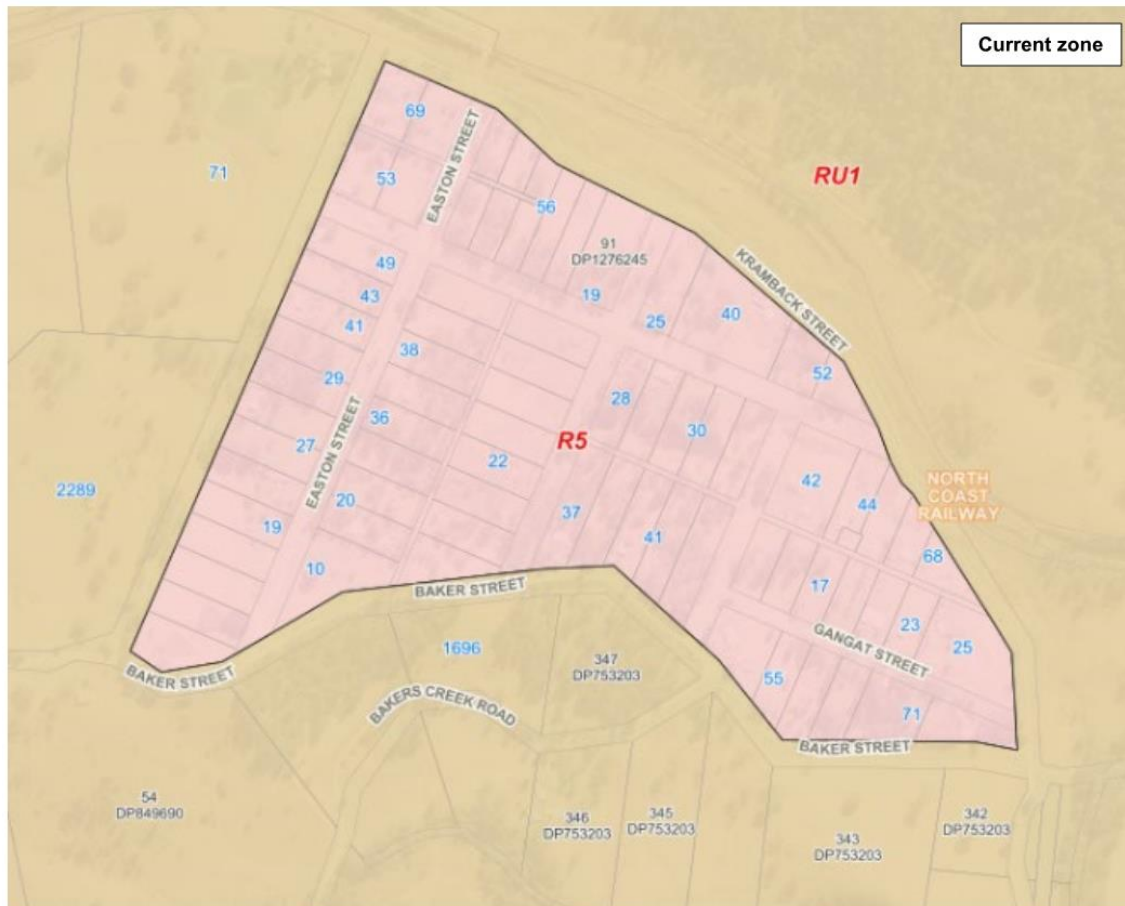 Current zone
69
EASTON STREET
71
RU1
53
56
91
DP1276245
KRAMBACK STREET
49
43
19
25
40
41
38
52
29
28
36
30
R5
27
EASTON STREET
22
42
2289
20
44
NORTH
COAST
RAILWAY
19
37
41
68
10
17
BAKER STREET
23
GANGAT STREET
25
1696
347
DP753203
55
BAKER STREET
BAKERS CREEK ROAD
71
BAKER STREET
54
DP849690
346
DP753203
345
DP753203
343
DP753203
342
DP753203